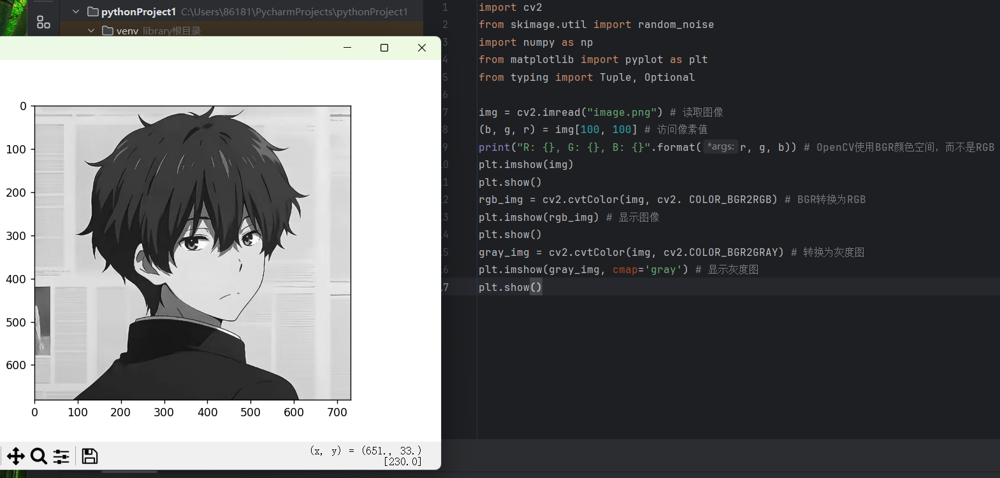 pythonProject1 C:\Users\86181\PycharmProjects\pythonProject1
venv library根目录
0
100
200
300
400
500
600
0 100 200 300 400 500 600 700
(x, y) = (651., 33.)
[230.0]
1 import cv2
2 from skimage.util import random_noise
3 import numpy as np
4 from matplotlib import pyplot as plt
5 from typing import Tuple, Optional
6
7 img = cv2.imread("image.png") # 读取图像
8 (b, g, r) = img[100, 100] # 访问像素值
9 print("R: {}, G: {}, B: {}".format( *args: r, g, b)) # OpenCV使用BGR颜色空间，而不是RGB
0 plt.imshow(img)
1 plt.show()
2 rgb_img = cv2.cvtColor(img, cv2. COLOR_BGR2RGB) # BGR转换为RGB
3 plt.imshow(rgb_img) # 显示图像
4 plt.show()
5 gray_img = cv2.cvtColor(img, cv2.COLOR_BGR2GRAY) # 转换为灰度图
6 plt.imshow(gray_img, cmap='gray') # 显示灰度图
17 plt.show()